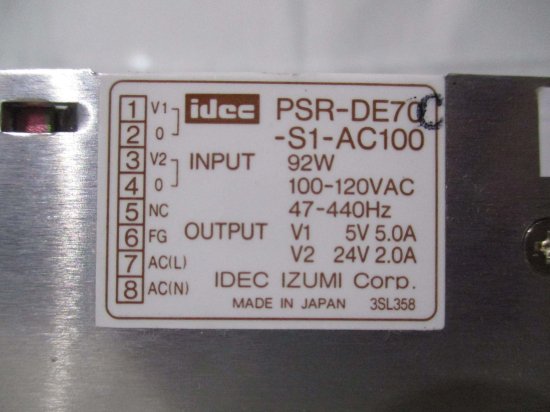 1 V1 idec PSR-DE70C
2 0 -S1-AC100
3 V2 INPUT 92W
4 0 100-120VAC
5 NC 47-440Hz
6 FG OUTPUT V1 5V 5.0A
7 AC(L) V2 24V 2.0A
8 AC(N) IDEC IZUMI Corp.
MADE IN JAPAN 3SL358